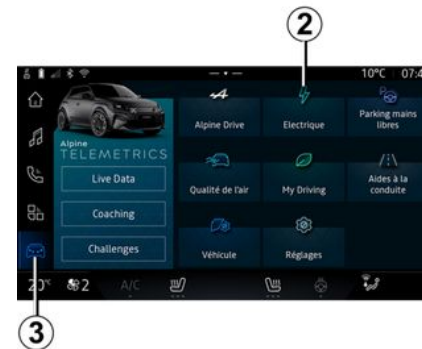 2
10°C 07:4
Alpine
TELEMETRICS
Live Data
Coaching
Challenges
Alpine Drive
Electrique
Parking mains
libres
Qualité de l'air
My Driving
Aides à la
conduite
Véhicule
Réglages
20°C
2
A/C
3